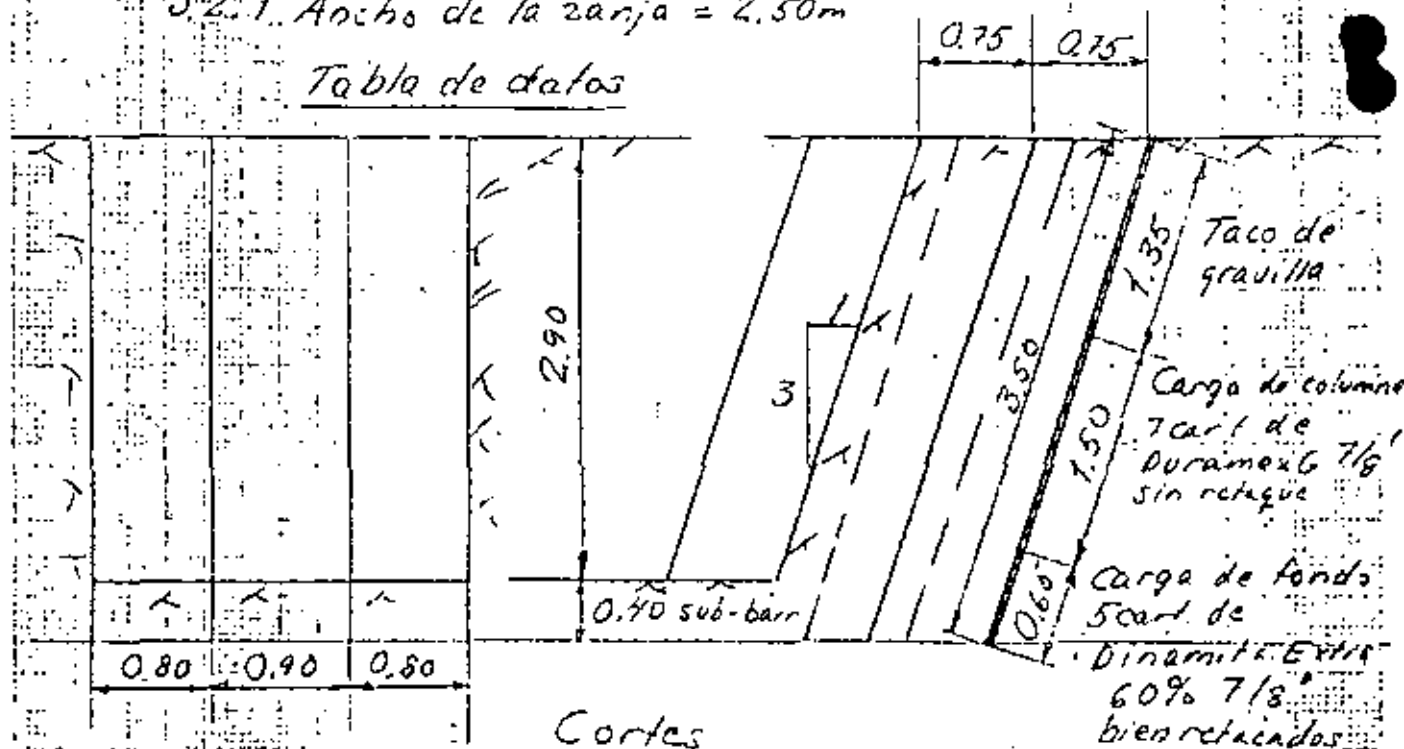 5.2.1. Ancho de la zanja = 2.50m
Tabla de datos
0.75 0.75
2.90
1
3
3.50
1.35
Taco de
gravilla
1.50
Carga de columna
7 cart de
Duramex G 7/8"
sin retaque
0.60
Carga de fondo
5 cart. de
Dinamita Extra
60% 7/8"
bien retacados
0.40 sub-barr
0.80 0.90 0.80
Cortes